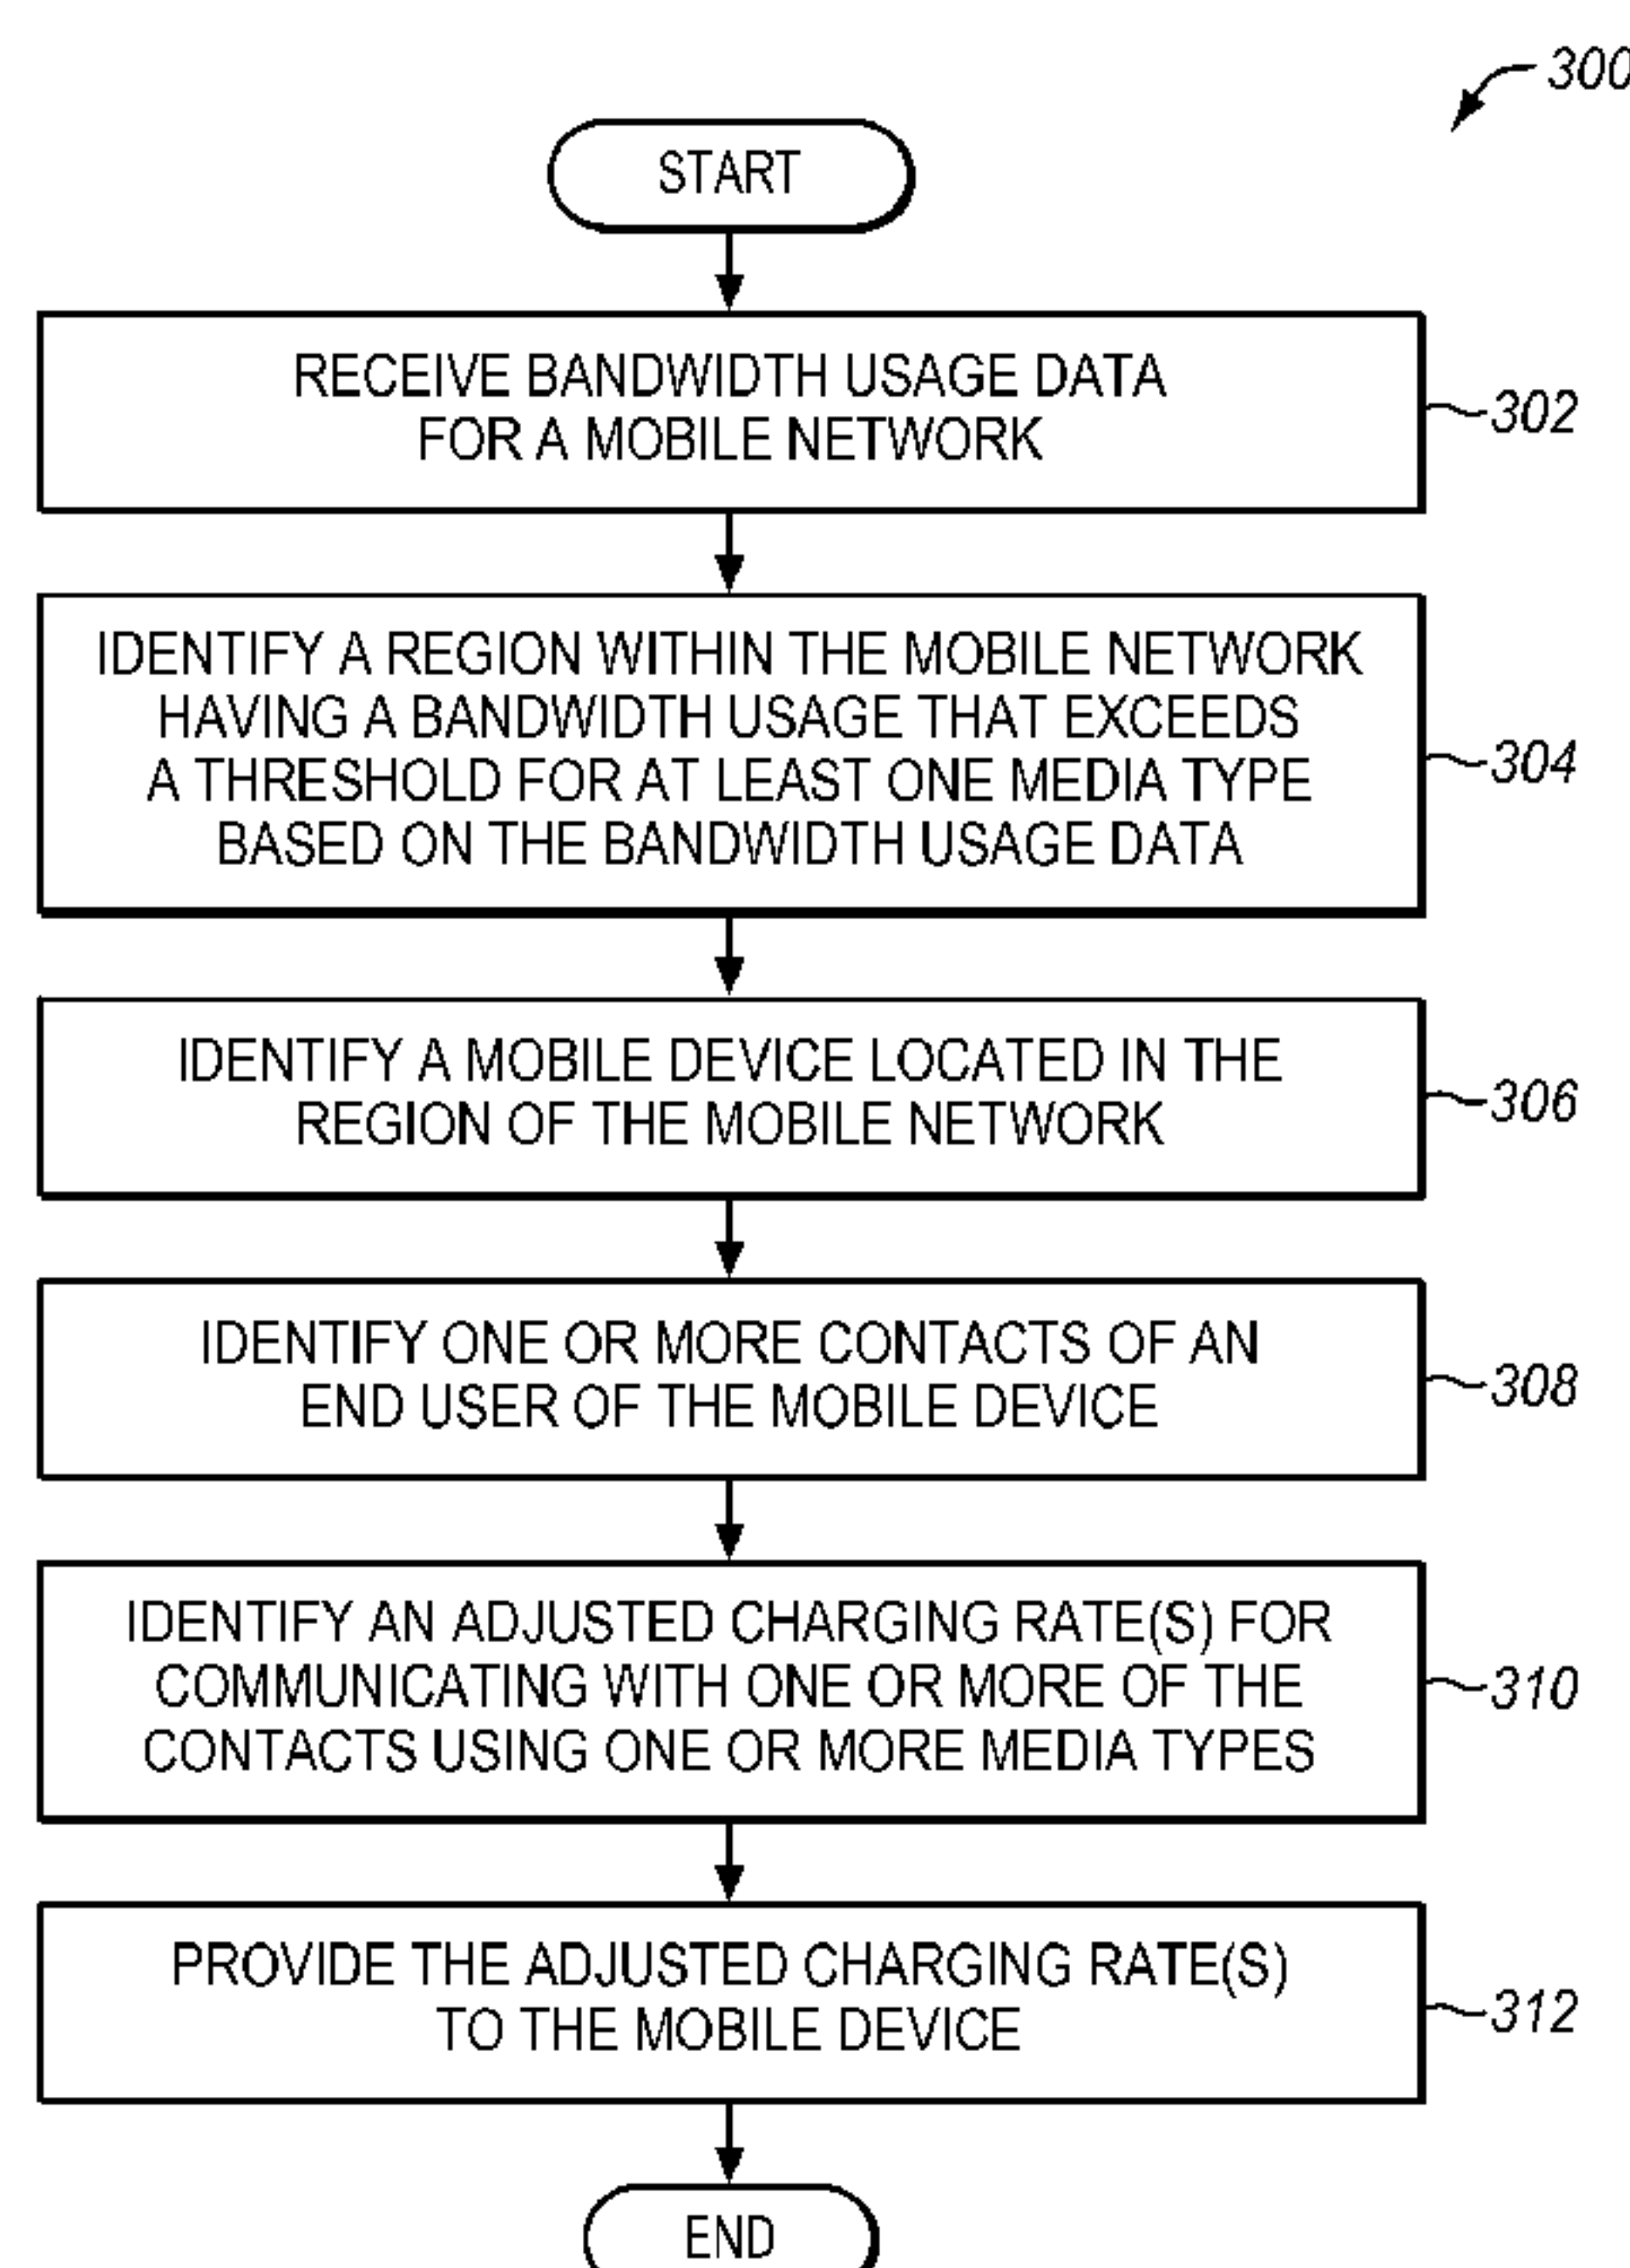 300
START
RECEIVE BANDWIDTH USAGE DATA
FOR A MOBILE NETWORK
302
IDENTIFY A REGION WITHIN THE MOBILE NETWORK
HAVING A BANDWIDTH USAGE THAT EXCEEDS
A THRESHOLD FOR AT LEAST ONE MEDIA TYPE
BASED ON THE BANDWIDTH USAGE DATA
304
IDENTIFY A MOBILE DEVICE LOCATED IN THE
REGION OF THE MOBILE NETWORK
306
IDENTIFY ONE OR MORE CONTACTS OF AN
END USER OF THE MOBILE DEVICE
308
IDENTIFY AN ADJUSTED CHARGING RATE(S) FOR
COMMUNICATING WITH ONE OR MORE OF THE
CONTACTS USING ONE OR MORE MEDIA TYPES
310
PROVIDE THE ADJUSTED CHARGING RATE(S)
TO THE MOBILE DEVICE
312
END